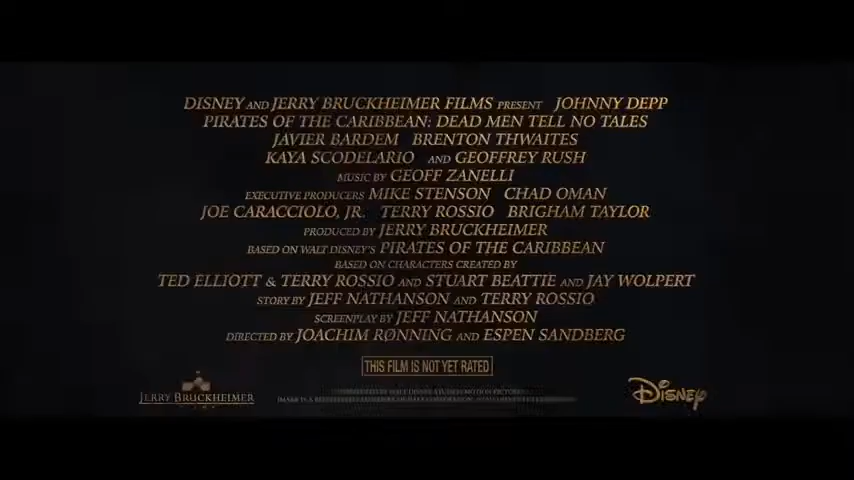 DISNEY AND JERRY BRUCKHEIMER FILMS PRESENT JOHNNY DEPP
PIRATES OF THE CARIBBEAN: DEAD MEN TELL NO TALES
JAVIER BARDEM BRENTON THWAITES
KAYA SCODELARIO AND GEOFFREY RUSH
MUSIC BY GEOFF ZANELLI
EXECUTIVE PRODUCERS MIKE STENSON CHAD OMAN
JOE CARACCIOLO, JR. TERRY ROSSIO BRIGHAM TAYLOR
PRODUCED BY JERRY BRUCKHEIMER
BASED ON WALT DISNEY'S PIRATES OF THE CARIBBEAN
BASED ON CHARACTERS CREATED BY
TED ELLIOTT & TERRY ROSSIO AND STUART BEATTIE AND JAY WOLPERT
STORY BY JEFF NATHANSON AND TERRY ROSSIO
SCREENPLAY BY JEFF NATHANSON
DIRECTED BY JOACHIM RØNNING AND ESPEN SANDBERG
THIS FILM IS NOT YET RATED
JERRY BRUCKHEIMER
DISNEY